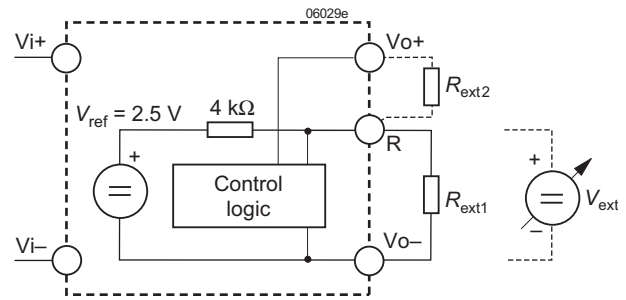 06029e
Vi+
Vo+
Vref = 2.5 V
4 kΩ
Rext2
R
+
+
Control
logic
Rext1
Vext
–
Vi–
Vo–